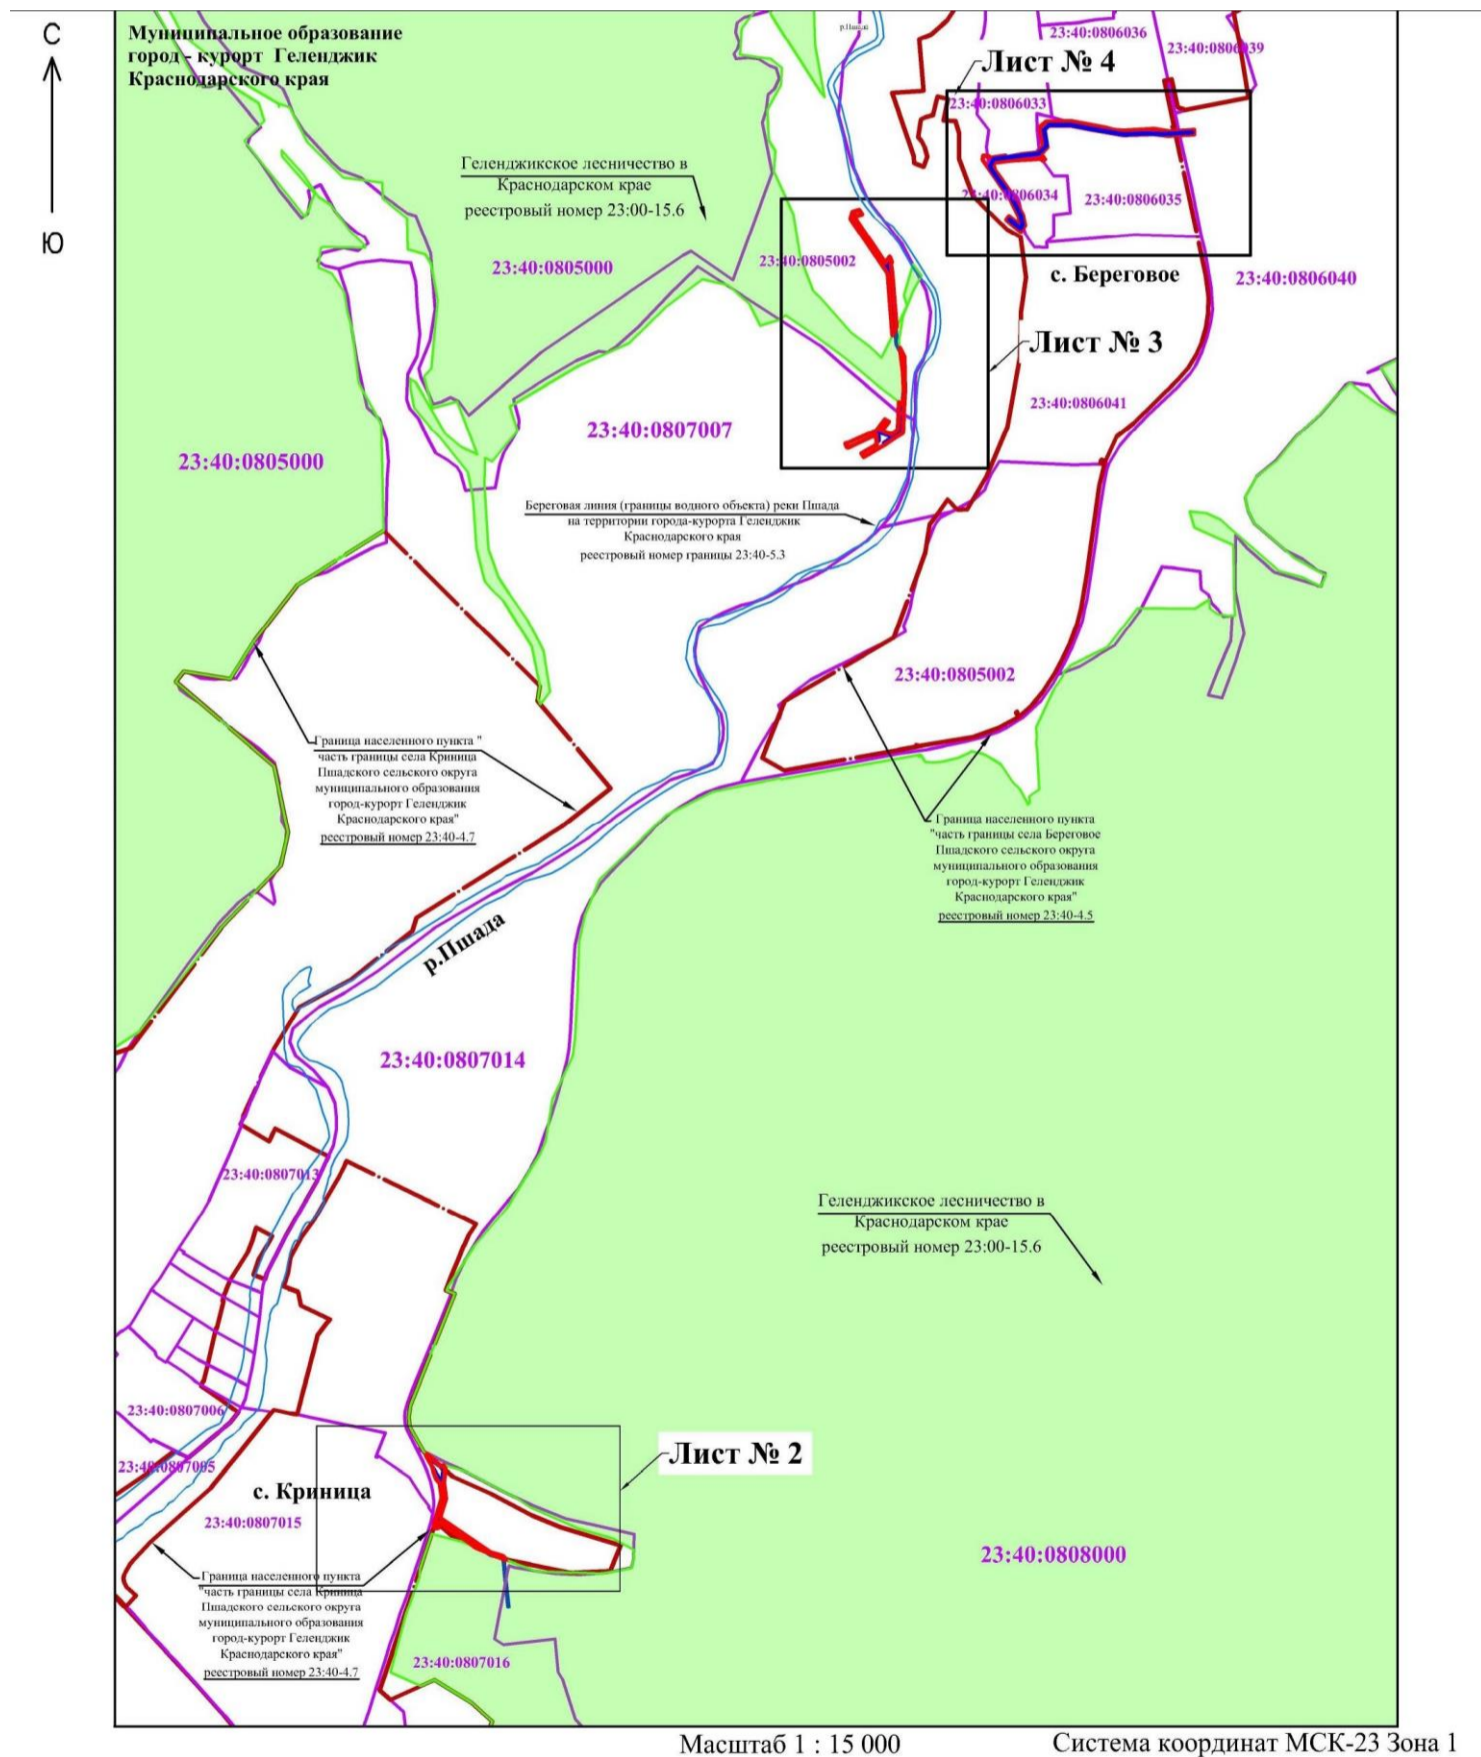 С
Ю
Муниципальное образование
город - курорт Геленджик
Краснодарского края
р.Пшада
23:40:0806036
23:40:0806039
Лист № 4
23:40:0806033
23:40:0806034
23:40:0806035
Геленджикское лесничество в
Краснодарском крае
реестровый номер 23:00-15.6
23:40:0805000
23:40:0805002
с. Береговое
23:40:0806040
Лист № 3
23:40:0806041
23:40:0807007
23:40:0805000
Береговая линия (границы водного объекта) реки Пшада
на территории города-курорта Геленджик
Краснодарского края
реестровый номер границы 23:40-5.3
23:40:0805002
Граница населенного пункта "
часть границы села Криница
Пшадского сельского округа
муниципального образования
город-курорт Геленджик
Краснодарского края"
реестровый номер 23:40-4.7
Граница населенного пункта
"часть границы села Береговое
Пшадского сельского округа
муниципального образования
город-курорт Геленджик
Краснодарского края"
реестровый номер 23:40-4.5
р.Пшада
23:40:0807014
23:40:0807013
Геленджикское лесничество в
Краснодарском крае
реестровый номер 23:00-15.6
23:40:0807006
23:40:0807005
Лист № 2
с. Криница
23:40:0807015
23:40:0808000
Граница населенного пункта
"часть границы села Криница
Пшадского сельского округа
муниципального образования
город-курорт Геленджик
Краснодарского края"
реестровый номер 23:40-4.7
23:40:0807016
Масштаб 1 : 15 000
Система координат МСК-23 Зона 1